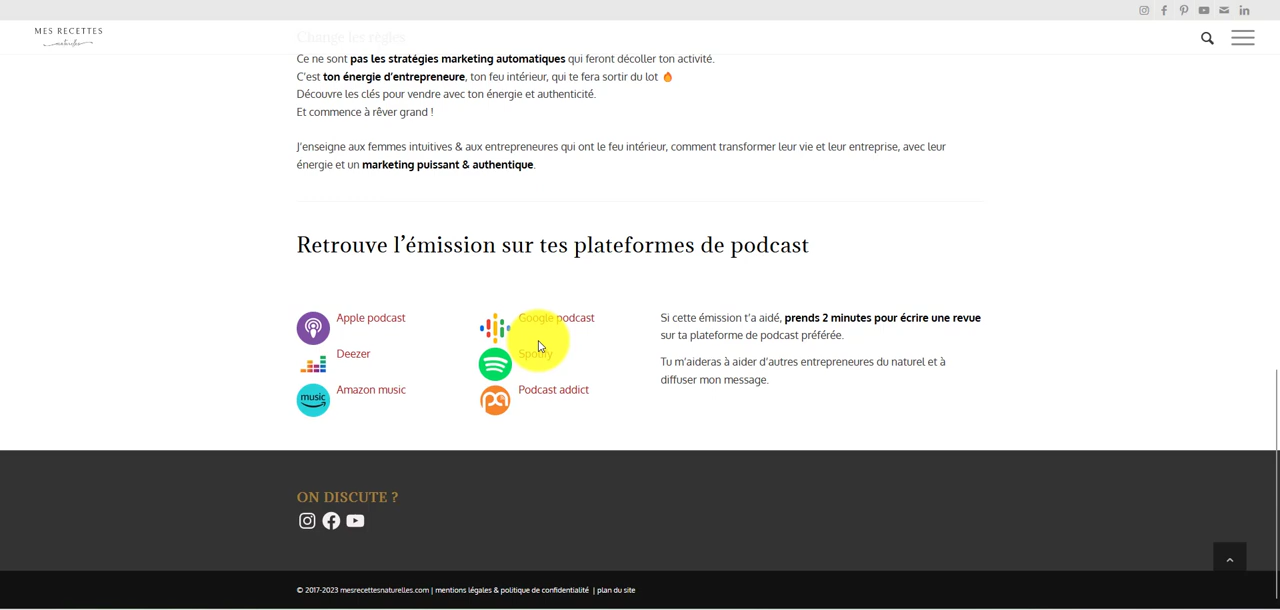 MES RECETTES
naturelles
Change les règles
Ce ne sont pas les stratégies marketing automatiques qui feront décoller ton activité.
C'est ton énergie d'entrepreneure, ton feu intérieur, qui te fera sortir du lot 🔥
Découvre les clés pour vendre avec ton énergie et authenticité.
Et commence à rêver grand !
J'enseigne aux femmes intuitives & aux entrepreneures qui ont le feu intérieur, comment transformer leur vie et leur entreprise, avec leur
énergie et un marketing puissant & authentique.
Retrouve l'émission sur tes plateformes de podcast
Apple podcast
Deezer
music
Amazon music
Google podcast
Spotify
Podcast addict
Si cette émission t'a aidé, prends 2 minutes pour écrire une revue
sur ta plateforme de podcast préférée.
Tu m'aideras à aider d'autres entrepreneures du naturel et à
diffuser mon message.
ON DISCUTE ?
© 2017-2023 mesrecettesnaturelles.com | mentions légales & politique de confidentialité | plan du site